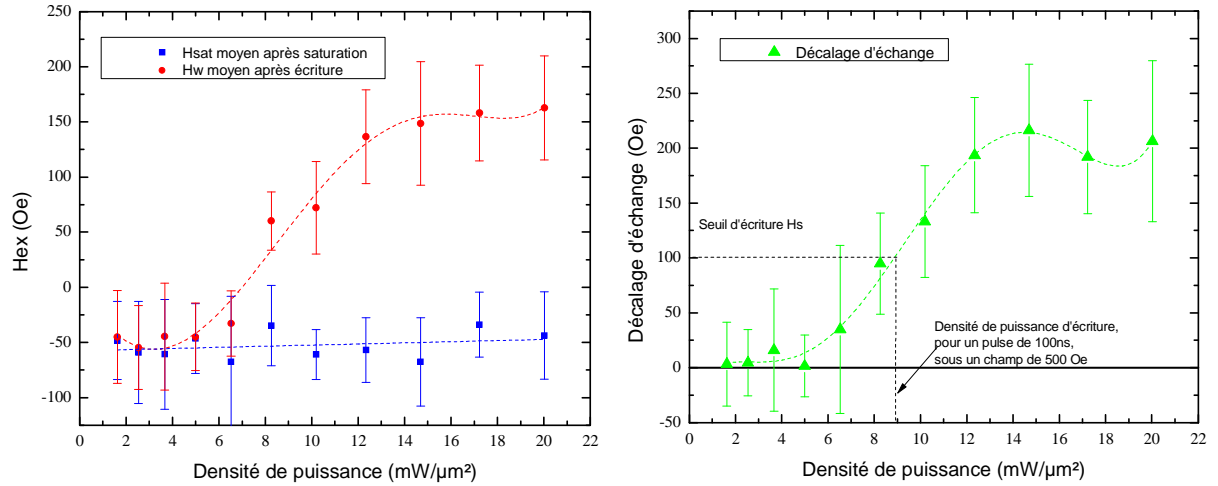 250
200
150
100
50
0
-50
-100
Hex (Oe)
Hsat moyen après saturation
Hw moyen après écriture
0 2 4 6 8 10 12 14 16 18 20 22
Densité de puissance (mW/µm²)
300
250
200
150
100
50
0
-50
Décalage d'échange (Oe)
Décalage d'échange
Seuil d'écriture Hs
Densité de puissance d'écriture,
pour un pulse de 100ns,
sous un champ de 500 Oe
0 2 4 6 8 10 12 14 16 18 20 22
Densité de puissance (mW/µm²)